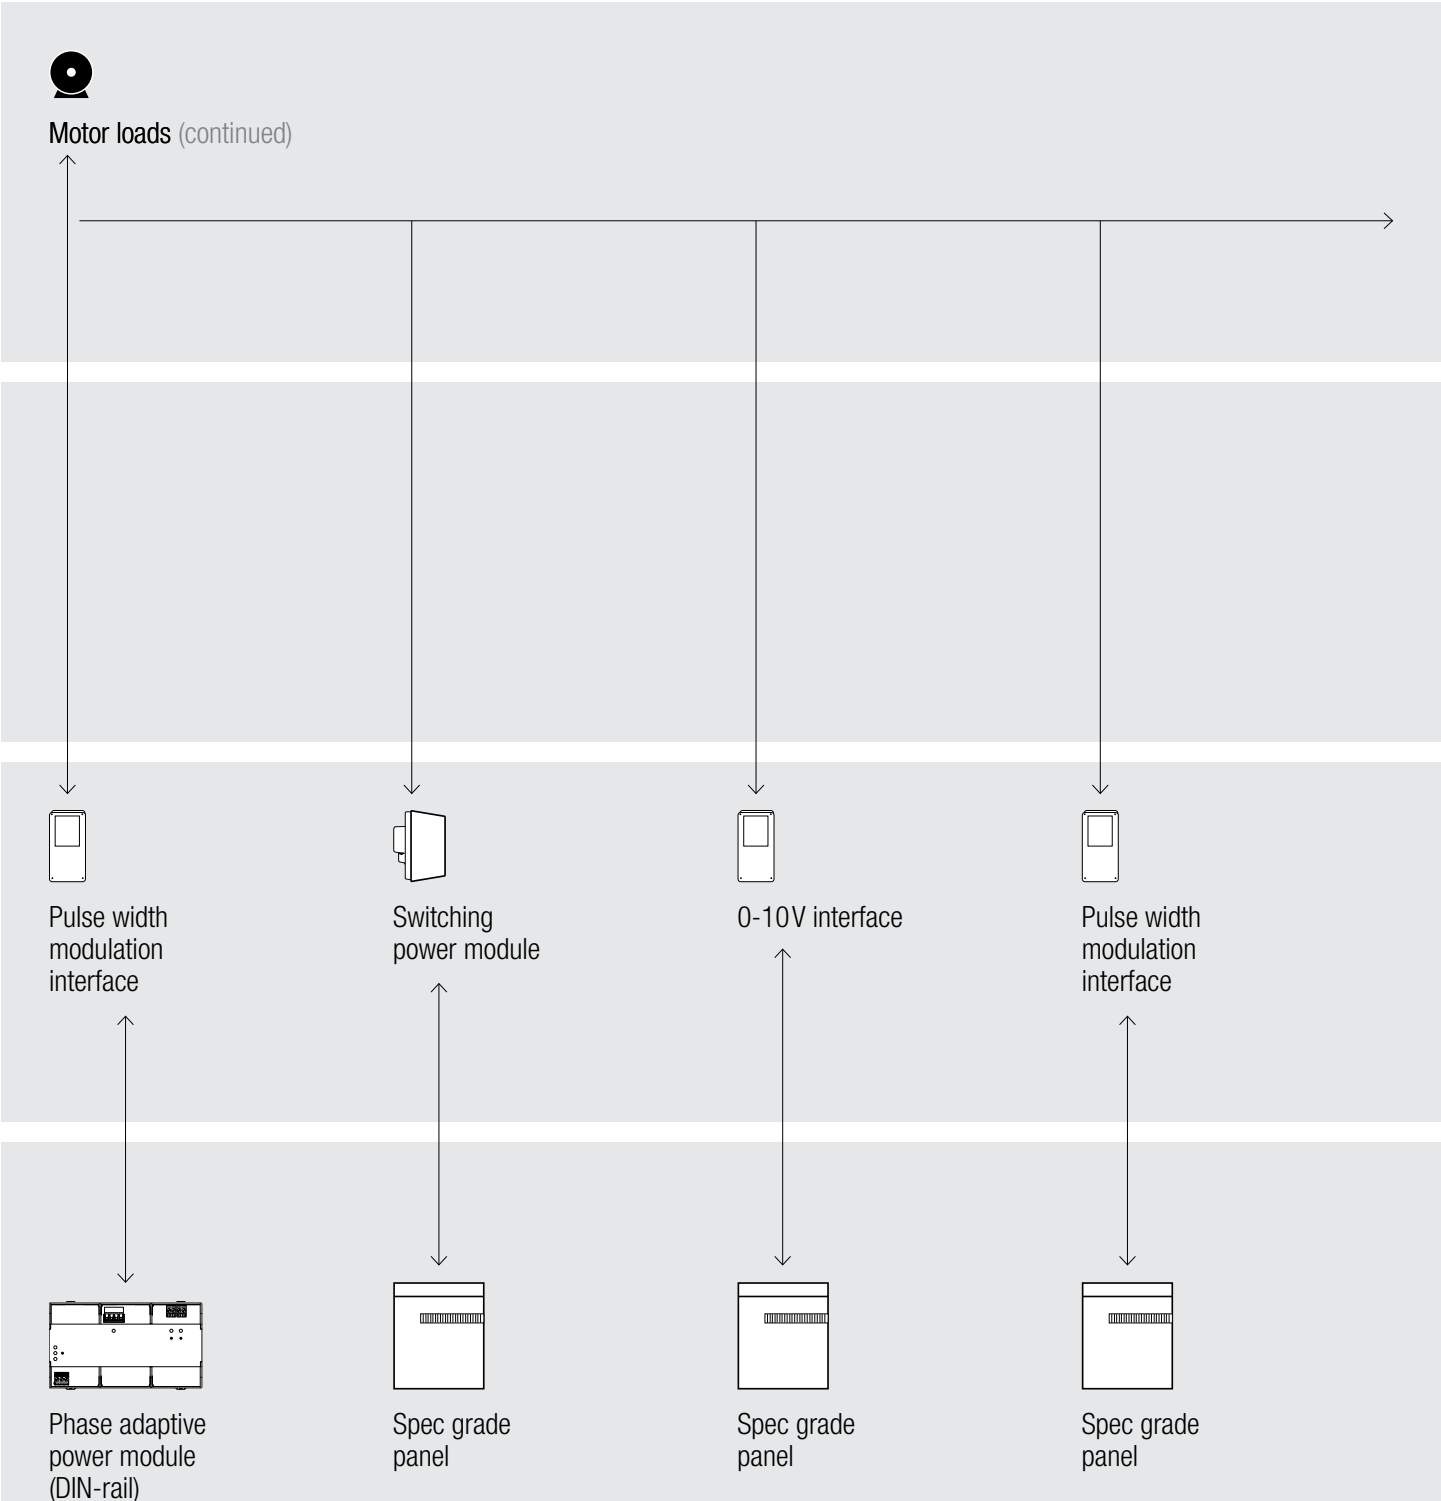 Motor loads (continued)
Pulse width
modulation
interface
Switching
power module
0-10V interface
Pulse width
modulation
interface
Phase adaptive
power module
(DIN-rail)
Spec grade
panel
Spec grade
panel
Spec grade
panel